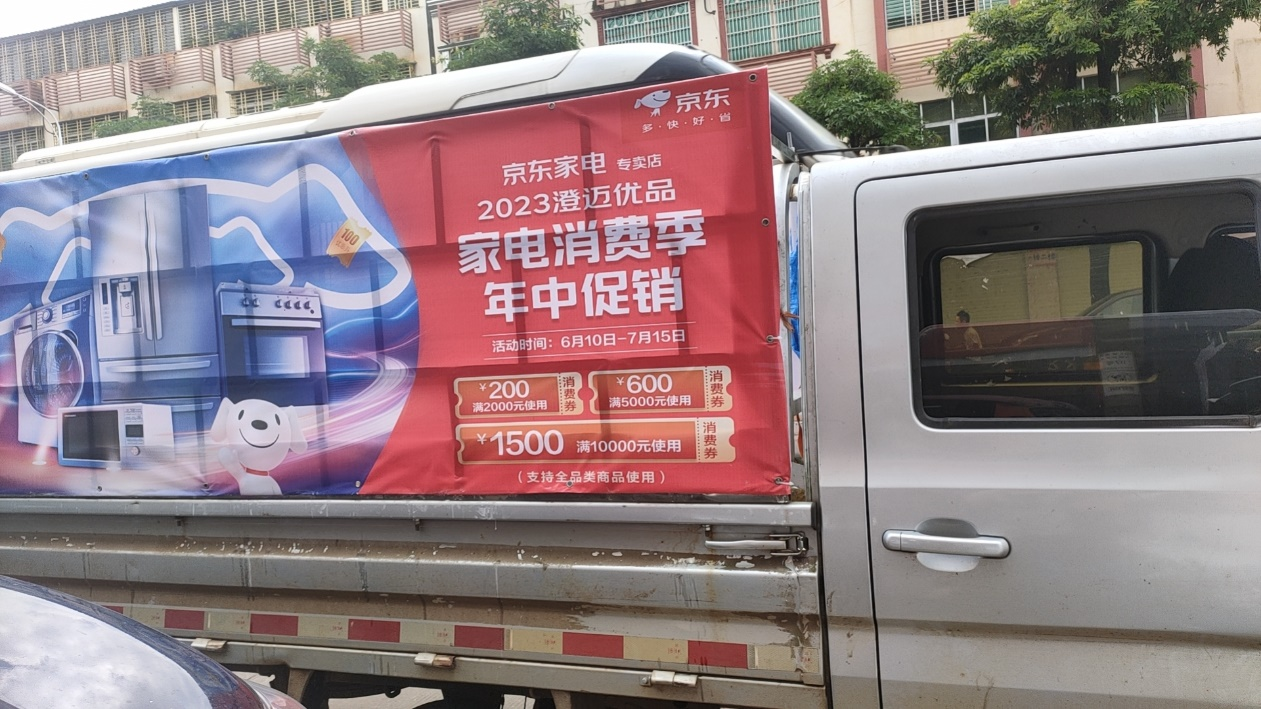 京东
多·快·好·省
京东家电 专卖店
2023澄迈优品
家电消费季
年中促销
活动时间：6月10日-7月15日
¥200 满2000元使用 消费券
¥600 满5000元使用 消费券
¥1500 满10000元使用 消费券
（支持全品类商品使用）
100